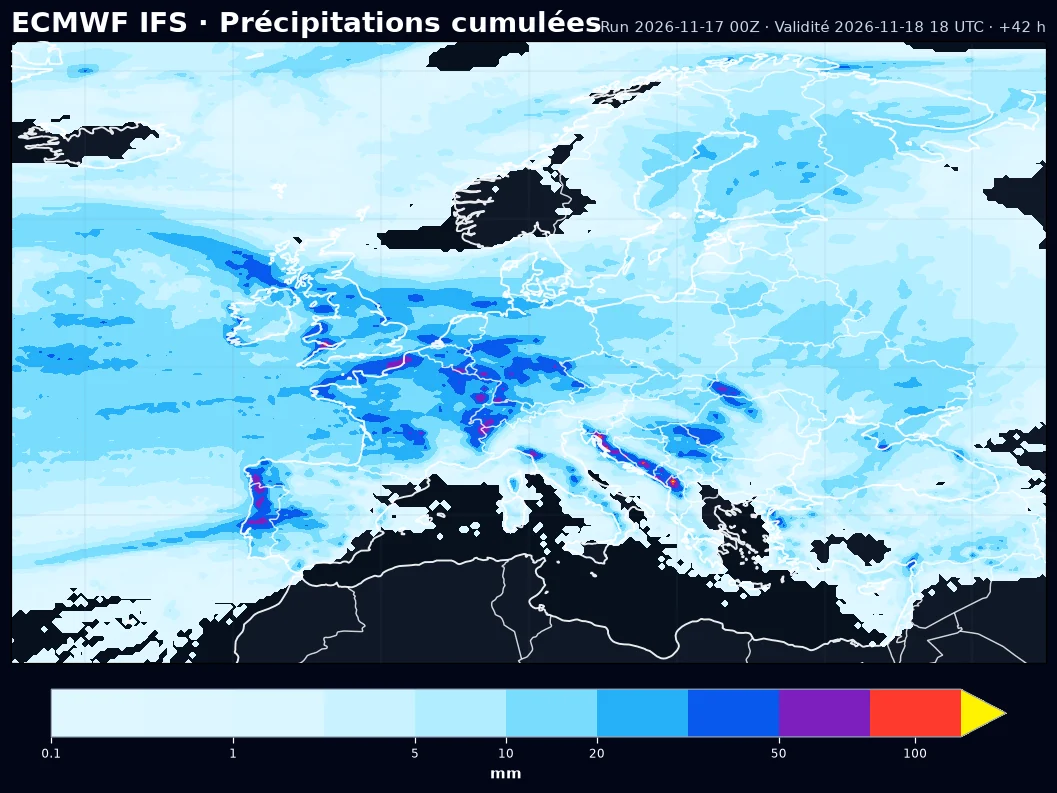 ECMWF IFS · Précipitations cumulées
Run 2026-11-17 00Z · Validité 2026-11-18 18 UTC · +42 h
0.1 1 5 10 20 50 100
mm